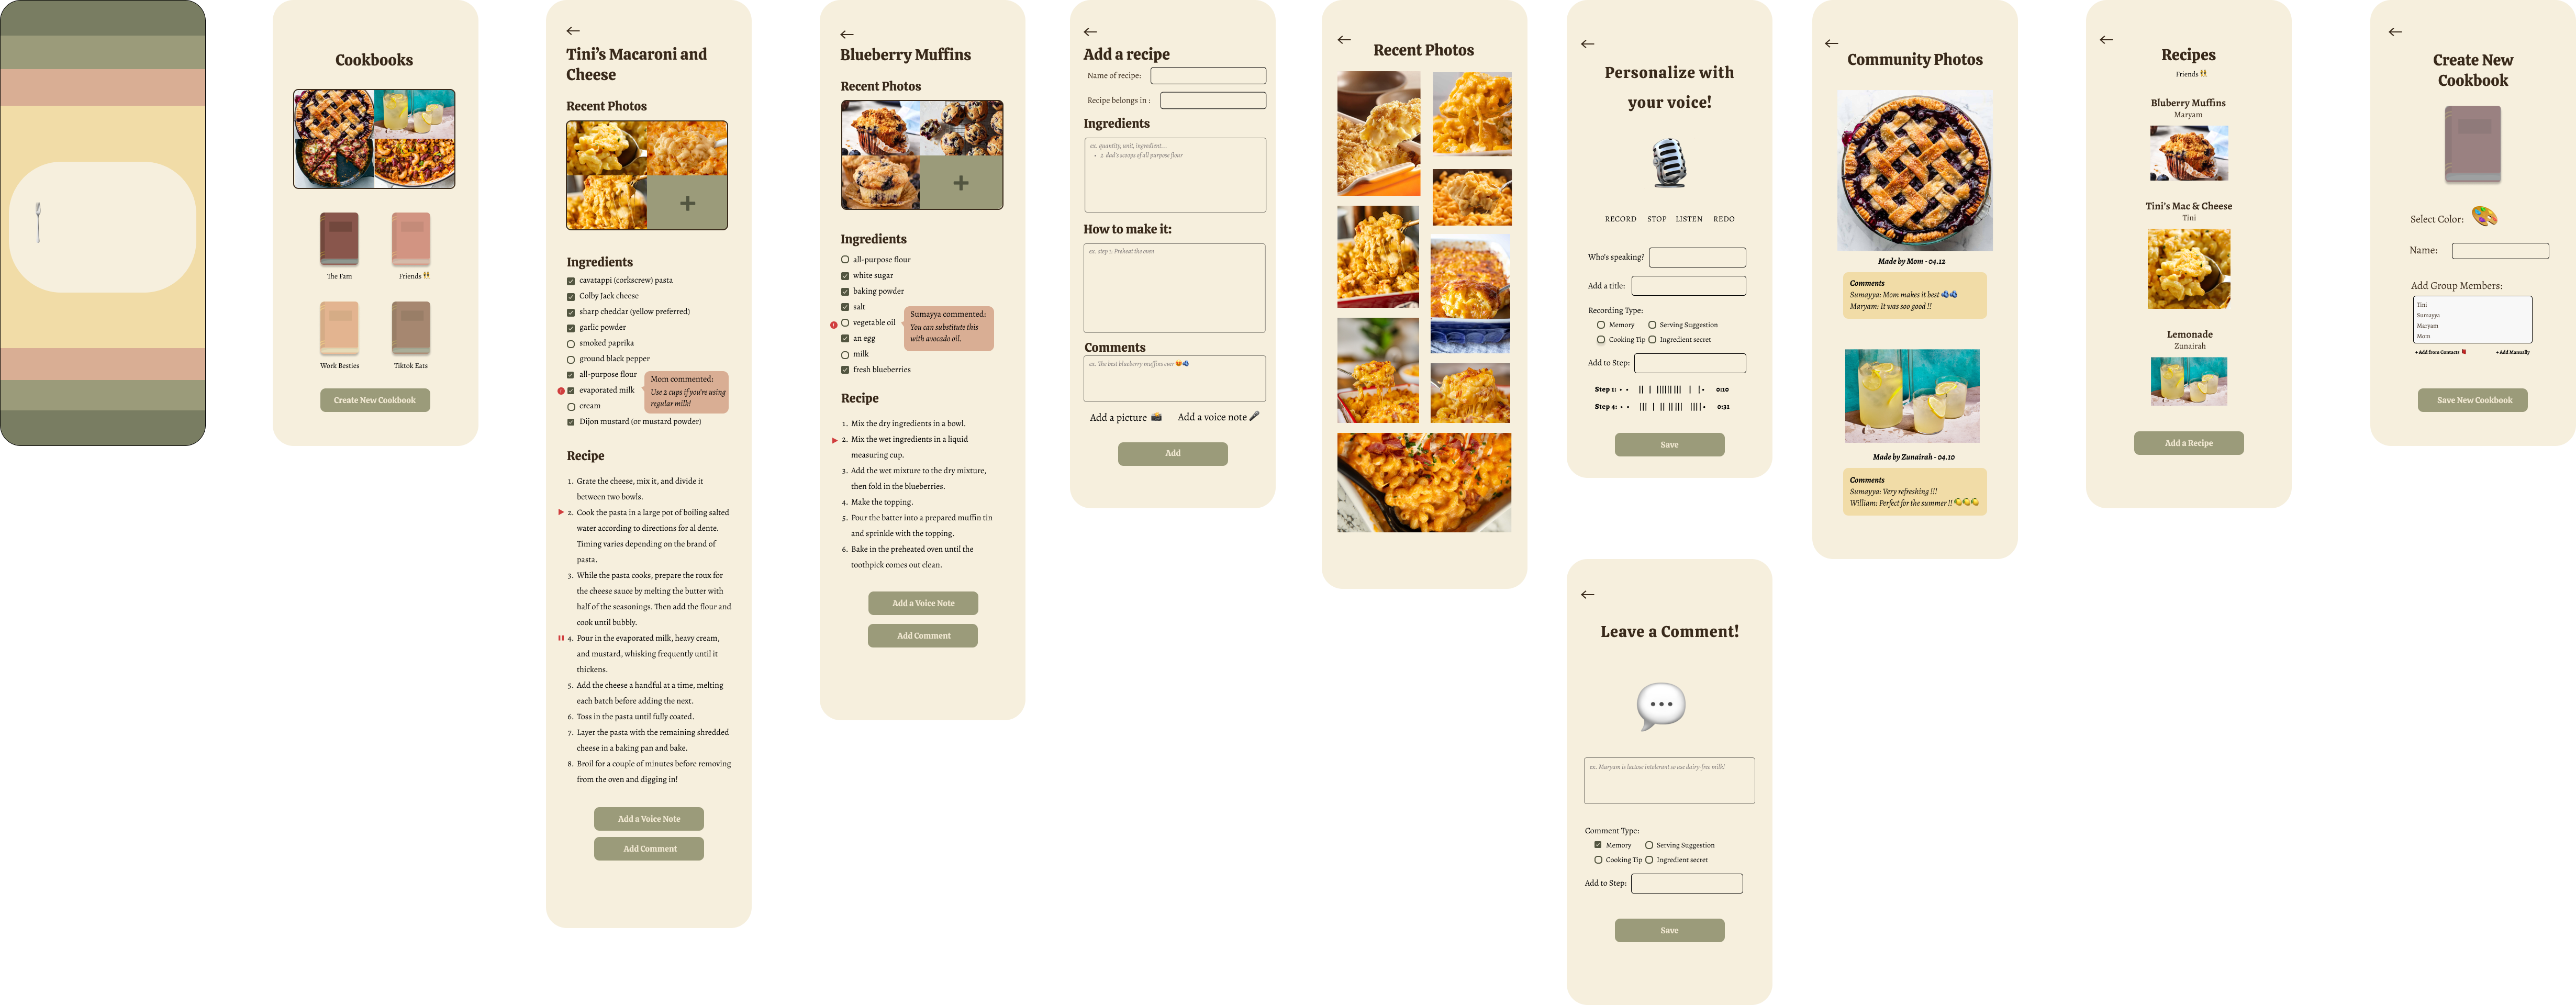 Cookbooks
The Fam
Friends
Work Besties
Tiktok Eats
Create New Cookbook
Tini's Macaroni and
Cheese
Recent Photos
Ingredients
cavatappi (corkscrew) pasta
Colby Jack cheese
sharp cheddar (yellow preferred)
garlic powder
smoked paprika
ground black pepper
all-purpose flour
evaporated milk
cream
Dijon mustard (or mustard powder)
Mom commented:
Use 2 cups if you're using
regular milk!
Recipe
1. Grate the cheese, mix it, and divide it
between two bowls.
2. Cook the pasta in a large pot of boiling salted
water according to directions for al dente.
Timing varies depending on the brand of
pasta.
3. While the pasta cooks, prepare the roux for
the cheese sauce by melting the butter with
half of the seasonings. Then add the flour and
cook until bubbly.
4. Pour in the evaporated milk, heavy cream,
and mustard, whisking frequently until it
thickens.
5. Add the cheese a handful at a time, melting
each batch before adding the next.
6. Toss in the pasta until fully coated.
7. Layer the pasta with the remaining shredded
cheese in a baking pan and bake.
8. Broil for a couple of minutes before removing
from the oven and digging in!
Add a Voice Note
Add Comment
Blueberry Muffins
Recent Photos
Ingredients
all-purpose flour
white sugar
baking powder
salt
vegetable oil
an egg
milk
fresh blueberries
Sumayya commented:
You can substitute this
with avocado oil.
Recipe
1. Mix the dry ingredients in a bowl.
2. Mix the wet ingredients in a liquid
measuring cup.
3. Add the wet mixture to the dry mixture,
then fold in the blueberries.
4. Make the topping.
5. Pour the batter into a prepared muffin tin
and sprinkle with the topping.
6. Bake in the preheated oven until the
toothpick comes out clean.
Add a Voice Note
Add Comment
Add a recipe
Name of recipe:
Recipe belongs in :
Ingredients
ex. quantity, unit, ingredient...
• 2 dad's scoops of all purpose flour
How to make it:
ex. step 1: Preheat the oven
Comments
ex. The best blueberry muffins ever
Add a picture
Add a voice note
Add
Recent Photos
Personalize with
your voice!
RECORD STOP LISTEN REDO
Who's speaking?
Add a title:
Recording Type:
Memory
Serving Suggestion
Cooking Tip
Ingredient secret
Add to Step:
Step 1: 0:10
Step 4: 0:31
Save
Leave a Comment!
ex. Maryam is lactose intolerant so use dairy-free milk!
Comment Type:
Memory
Serving Suggestion
Cooking Tip
Ingredient secret
Add to Step:
Save
Community Photos
Made by Mom - 04.12
Comments
Sumayya: Mom makes it best
Maryam: It was soo good !!
Made by Zunairah - 04.10
Comments
Sumayya: Very refreshing !!!
William: Perfect for the summer !!
Recipes
Friends
Bluberry Muffins
Maryam
Tini's Mac & Cheese
Tini
Lemonade
Zunairah
Add a Recipe
Create New
Cookbook
Select Color:
Name:
Add Group Members:
Tini
Sumayya
Maryam
Mom
+ Add from Contacts
+ Add Manually
Save New Cookbook